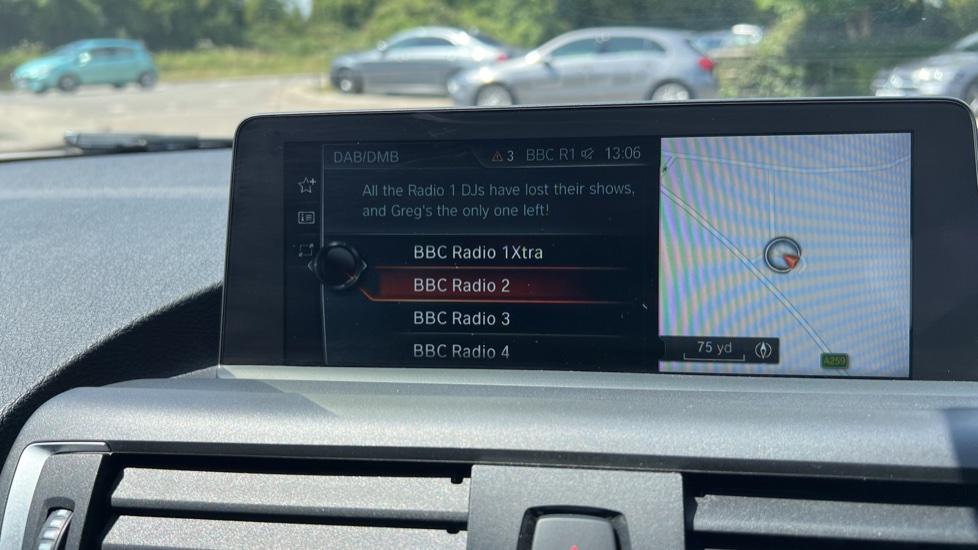 DAB/DMB 3 BBC R1 13:06
All the Radio 1 DJs have lost their shows,
and Greg's the only one left!
BBC Radio 1Xtra
BBC Radio 2
BBC Radio 3
BBC Radio 4
75 yd
A259